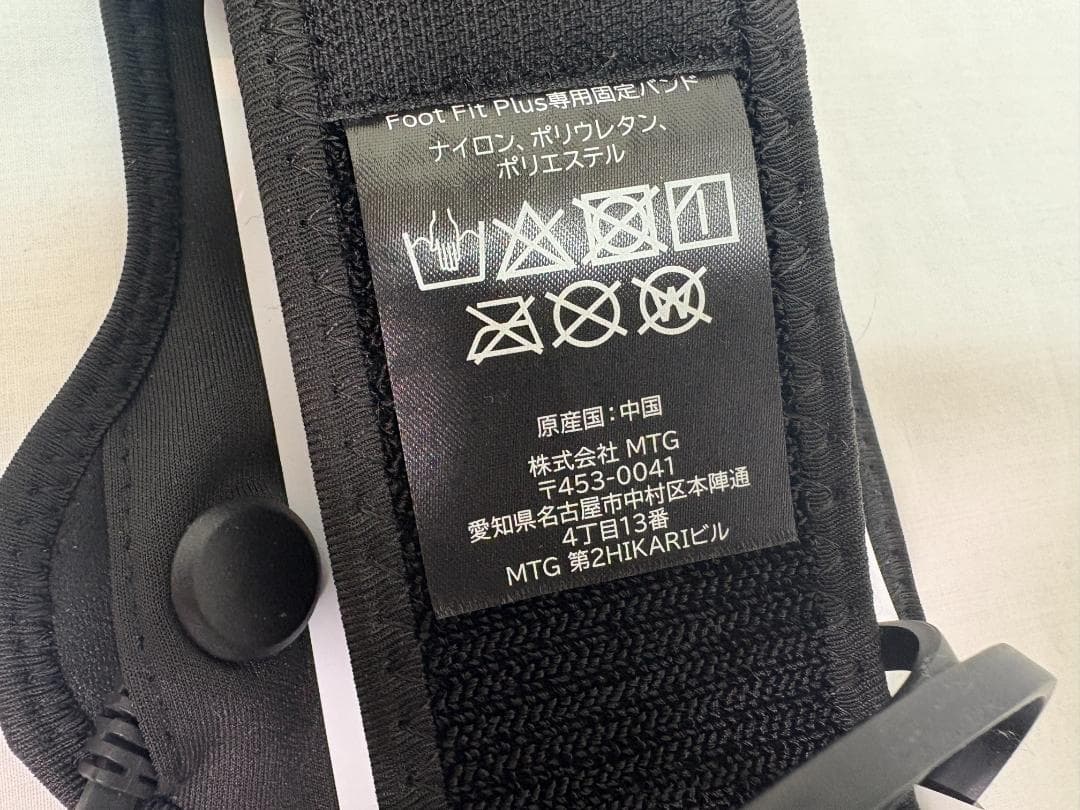 Foot Fit Plus専用固定バンド
ナイロン、ポリウレタン、
ポリエステル
原産国：中国
株式会社 MTG
〒453-0041
愛知県名古屋市中村区本陣通
4丁目13番
MTG 第2HIKARIビル